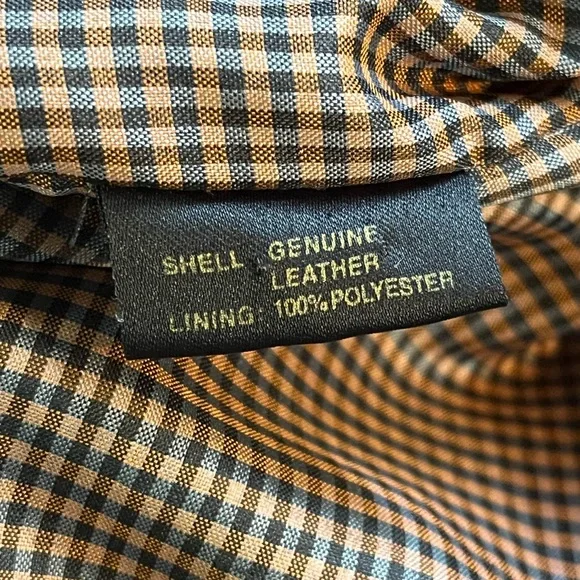 SHELL GENUINE
LEATHER
LINING: 100% POLYESTER